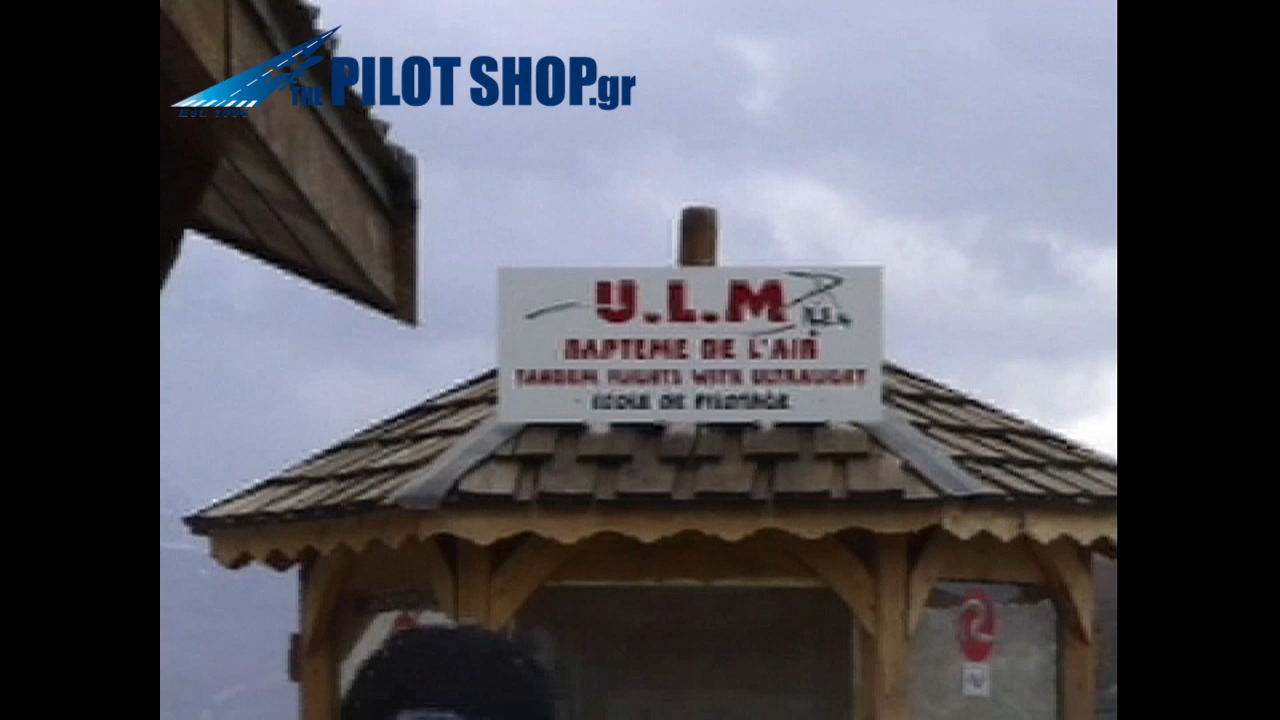 THE PILOT SHOP.gr
U.L.M
BAPTEME DE L'AIR
TANDEM FLIGHTS WITH ULTRALIGHT
ECOLE DE PILOTAGE